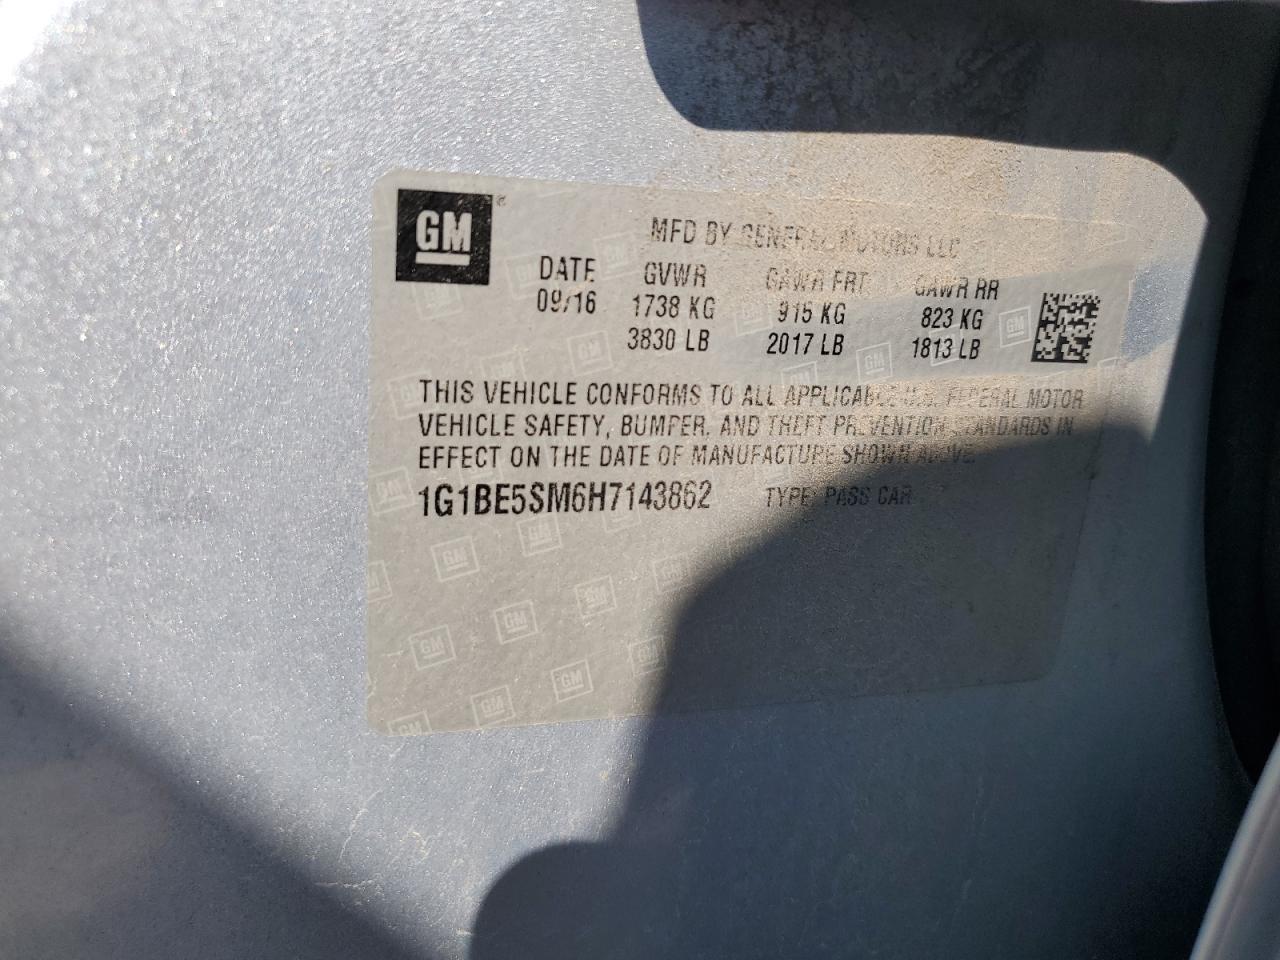 GM
MFD BY GENERAL MOTORS LLC
DATE GVWR GAWR FRT GAWR RR
09/16 1738 KG 915 KG 823 KG
3830 LB 2017 LB 1813 LB
THIS VEHICLE CONFORMS TO ALL APPLICABLE U.S. FEDERAL MOTOR
VEHICLE SAFETY, BUMPER, AND THEFT PREVENTION STANDARDS IN
EFFECT ON THE DATE OF MANUFACTURE SHOWN ABOVE.
1G1BE5SM6H7143862 TYPE: PASS CAR